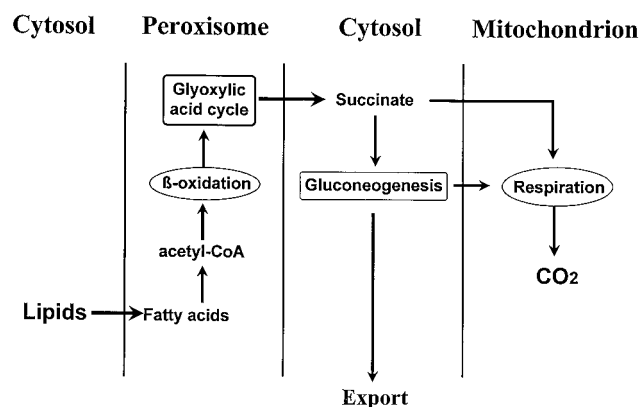 Cytosol Peroxisome Cytosol Mitochondrion
Glyoxylic
acid cycle
Succinate
ß-oxidation
Gluconeogenesis
Respiration
acetyl-CoA
CO2
Lipids
Fatty acids
Export